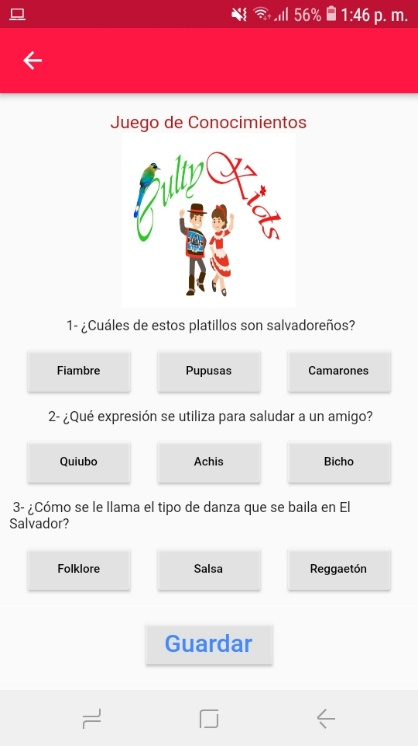 56% 1:46 p. m.
Juego de Conocimientos
Culty Kids
1- ¿Cuáles de estos platillos son salvadoreños?
Fiambre Pupusas Camarones
2- ¿Qué expresión se utiliza para saludar a un amigo?
Quiubo Achis Bicho
3- ¿Cómo se le llama el tipo de danza que se baila en El
Salvador?
Folklore Salsa Reggaetón
Guardar